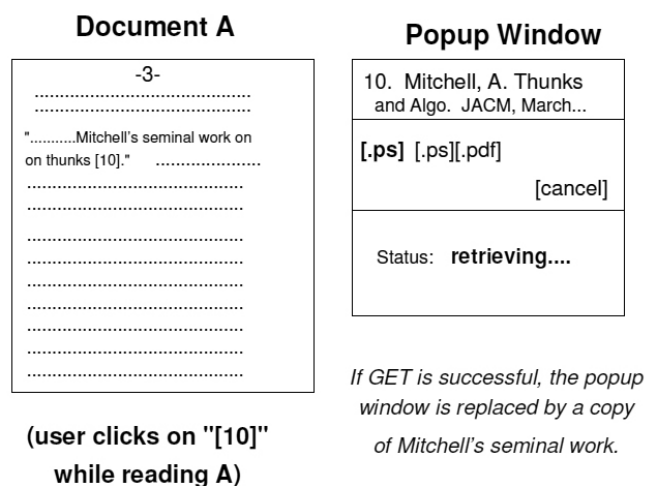 Document A
-3-
"...........Mitchell's seminal work on
on thunks [10]." ......................
(user clicks on "[10]"
while reading A)
Popup Window
10. Mitchell, A. Thunks
and Algo. JACM, March...
[.ps] [.ps][.pdf]
[cancel]
Status: retrieving....
If GET is successful, the popup
window is replaced by a copy
of Mitchell's seminal work.